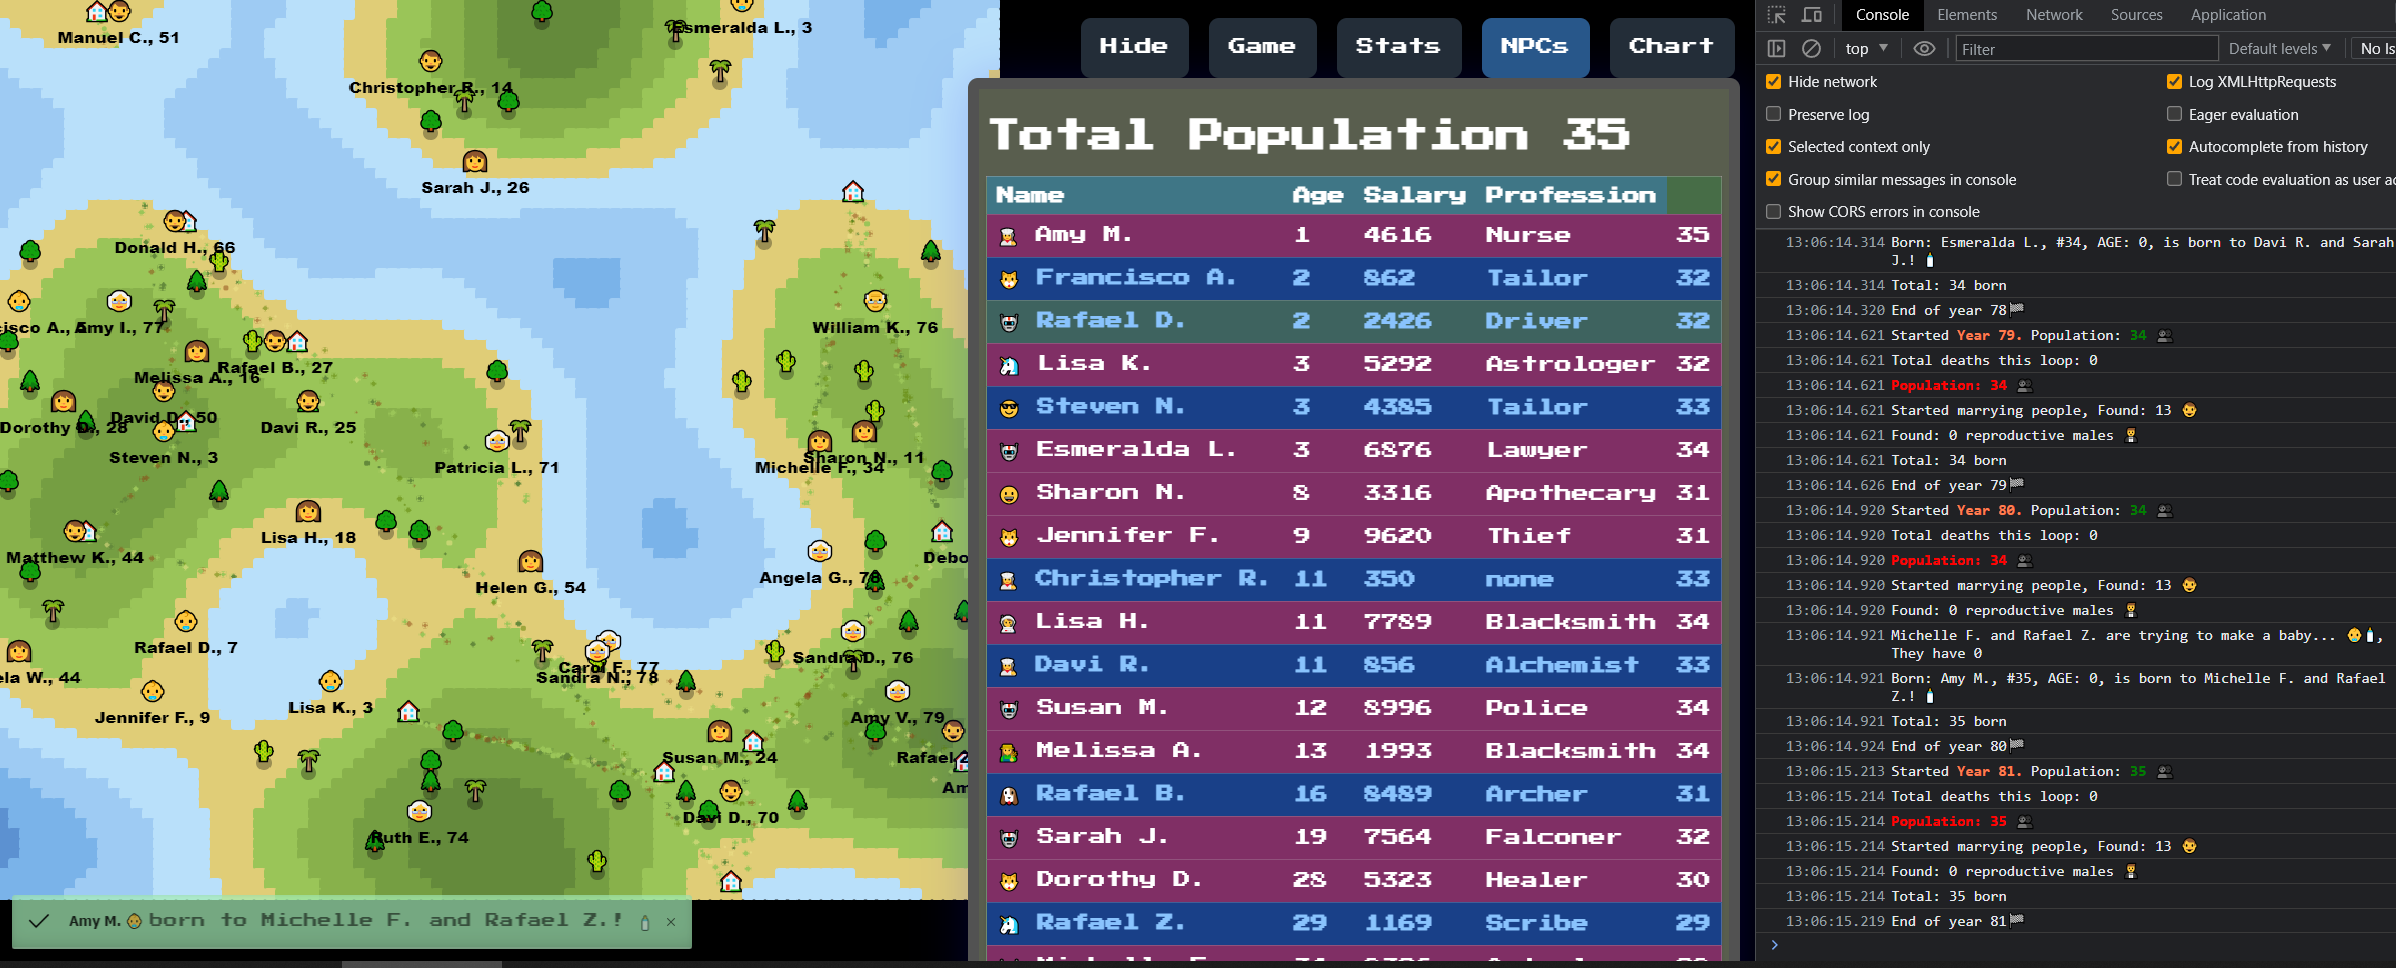 Manuel C., 51
Esmeralda L., 3
Christopher R., 14
Sarah J., 26
Donald H., 66
Amy I., 77
William K., 76
Rafael B., 27
Melissa A., 16
David D., 50
Dorothy D., 28
Davi R., 25
Steven N., 3
Patricia L., 71
Sharon N., 11
Michelle F., 34
Lisa H., 18
Matthew K., 44
Helen G., 54
Angela G., 78
Debo
Rafael D., 7
Carol F., 77
Sandra D., 76
Sandra N., 78
ela W., 44
Jennifer F., 9
Lisa K., 3
Amy V., 79
Susan M., 24
Rafael
Am
Davi D., 70
Ruth E., 74
Amy M. born to Michelle F. and Rafael Z.! ×
Hide Game Stats NPCs Chart
Total Population 35
Name Age Salary Profession
Amy M. 1 4616 Nurse 35
Francisco A. 2 862 Tailor 32
Rafael D. 2 2426 Driver 32
Lisa K. 3 5292 Astrologer 32
Steven N. 3 4385 Tailor 33
Esmeralda L. 3 6876 Lawyer 34
Sharon N. 8 3316 Apothecary 31
Jennifer F. 9 9620 Thief 31
Christopher R. 11 350 none 33
Lisa H. 11 7789 Blacksmith 34
Davi R. 11 856 Alchemist 33
Susan M. 12 8996 Police 34
Melissa A. 13 1993 Blacksmith 34
Rafael B. 16 8489 Archer 31
Sarah J. 19 7564 Falconer 32
Dorothy D. 28 5323 Healer 30
Rafael Z. 29 1169 Scribe 29
Console Elements Network Sources Application
top Filter Default levels No Is
Hide network Log XMLHttpRequests
Preserve log Eager evaluation
Selected context only Autocomplete from history
Group similar messages in console Treat code evaluation as user ac
Show CORS errors in console
13:06:14.314 Born: Esmeralda L., #34, AGE: 0, is born to Davi R. and Sarah
J.! 🍼
13:06:14.314 Total: 34 born
13:06:14.320 End of year 78🏁
13:06:14.621 Started Year 79. Population: 34 👥
13:06:14.621 Total deaths this loop: 0
13:06:14.621 Population: 34 👥
13:06:14.621 Started marrying people, Found: 13
13:06:14.621 Found: 0 reproductive males
13:06:14.621 Total: 34 born
13:06:14.626 End of year 79🏁
13:06:14.920 Started Year 80. Population: 34 👥
13:06:14.920 Total deaths this loop: 0
13:06:14.920 Population: 34 👥
13:06:14.920 Started marrying people, Found: 13
13:06:14.920 Found: 0 reproductive males
13:06:14.921 Michelle F. and Rafael Z. are trying to make a baby... 👶🍼,
They have 0
13:06:14.921 Born: Amy M., #35, AGE: 0, is born to Michelle F. and Rafael
Z.! 🍼
13:06:14.921 Total: 35 born
13:06:14.924 End of year 80🏁
13:06:15.213 Started Year 81. Population: 35 👥
13:06:15.214 Total deaths this loop: 0
13:06:15.214 Population: 35 👥
13:06:15.214 Started marrying people, Found: 13
13:06:15.214 Found: 0 reproductive males
13:06:15.214 Total: 35 born
13:06:15.219 End of year 81🏁